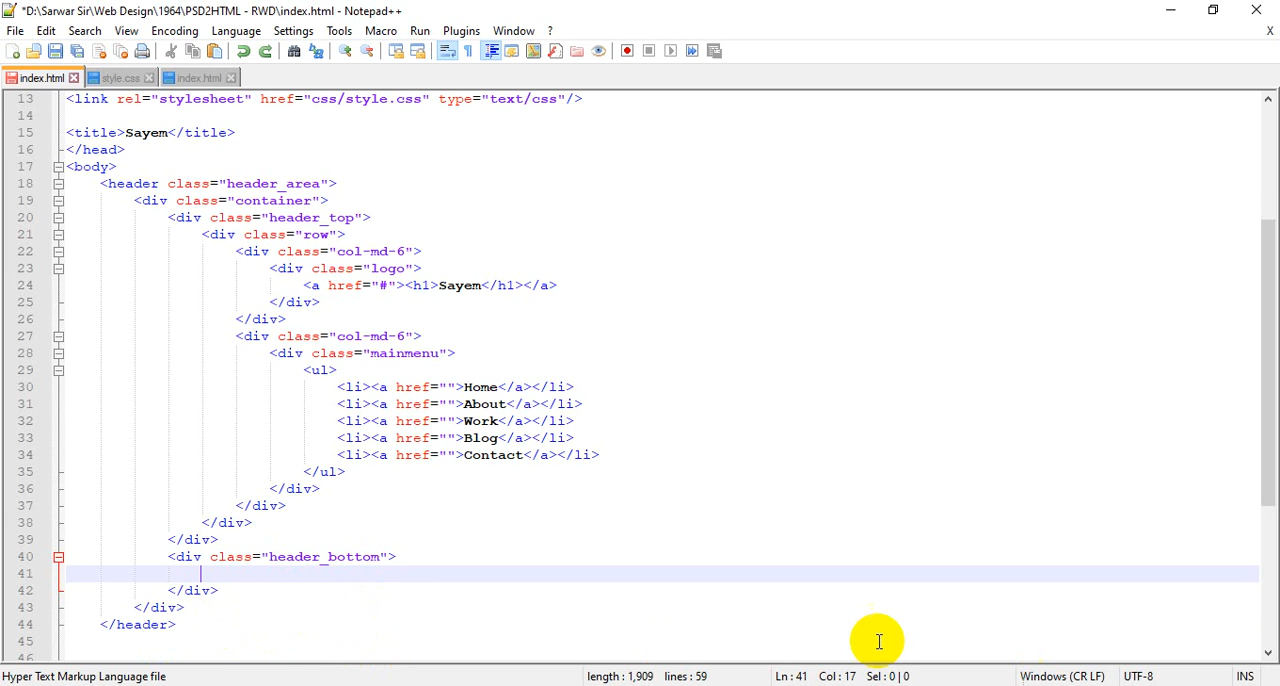 *D:\Sarwar Sir\Web Design\1964\PSD2HTML - RWD\index.html - Notepad++
File Edit Search View Encoding Language Settings Tools Macro Run Plugins Window ? X
index.html style.css index.html
13 <link rel="stylesheet" href="css/style.css" type="text/css"/>
14
15 <title>Sayem</title>
16 </head>
17 <body>
18 <header class="header_area">
19 <div class="container">
20 <div class="header_top">
21 <div class="row">
22 <div class="col-md-6">
23 <div class="logo">
24 <a href="#"><h1>Sayem</h1></a>
25 </div>
26 </div>
27 <div class="col-md-6">
28 <div class="mainmenu">
29 <ul>
30 <li><a href="">Home</a></li>
31 <li><a href="">About</a></li>
32 <li><a href="">Work</a></li>
33 <li><a href="">Blog</a></li>
34 <li><a href="">Contact</a></li>
35 </ul>
36 </div>
37 </div>
38 </div>
39 </div>
40 <div class="header_bottom">
41
42 </div>
43 </div>
44 </header>
45
46
Hyper Text Markup Language file length : 1,909 lines : 59 Ln : 41 Col : 17 Sel : 0 | 0 Windows (CR LF) UTF-8 INS